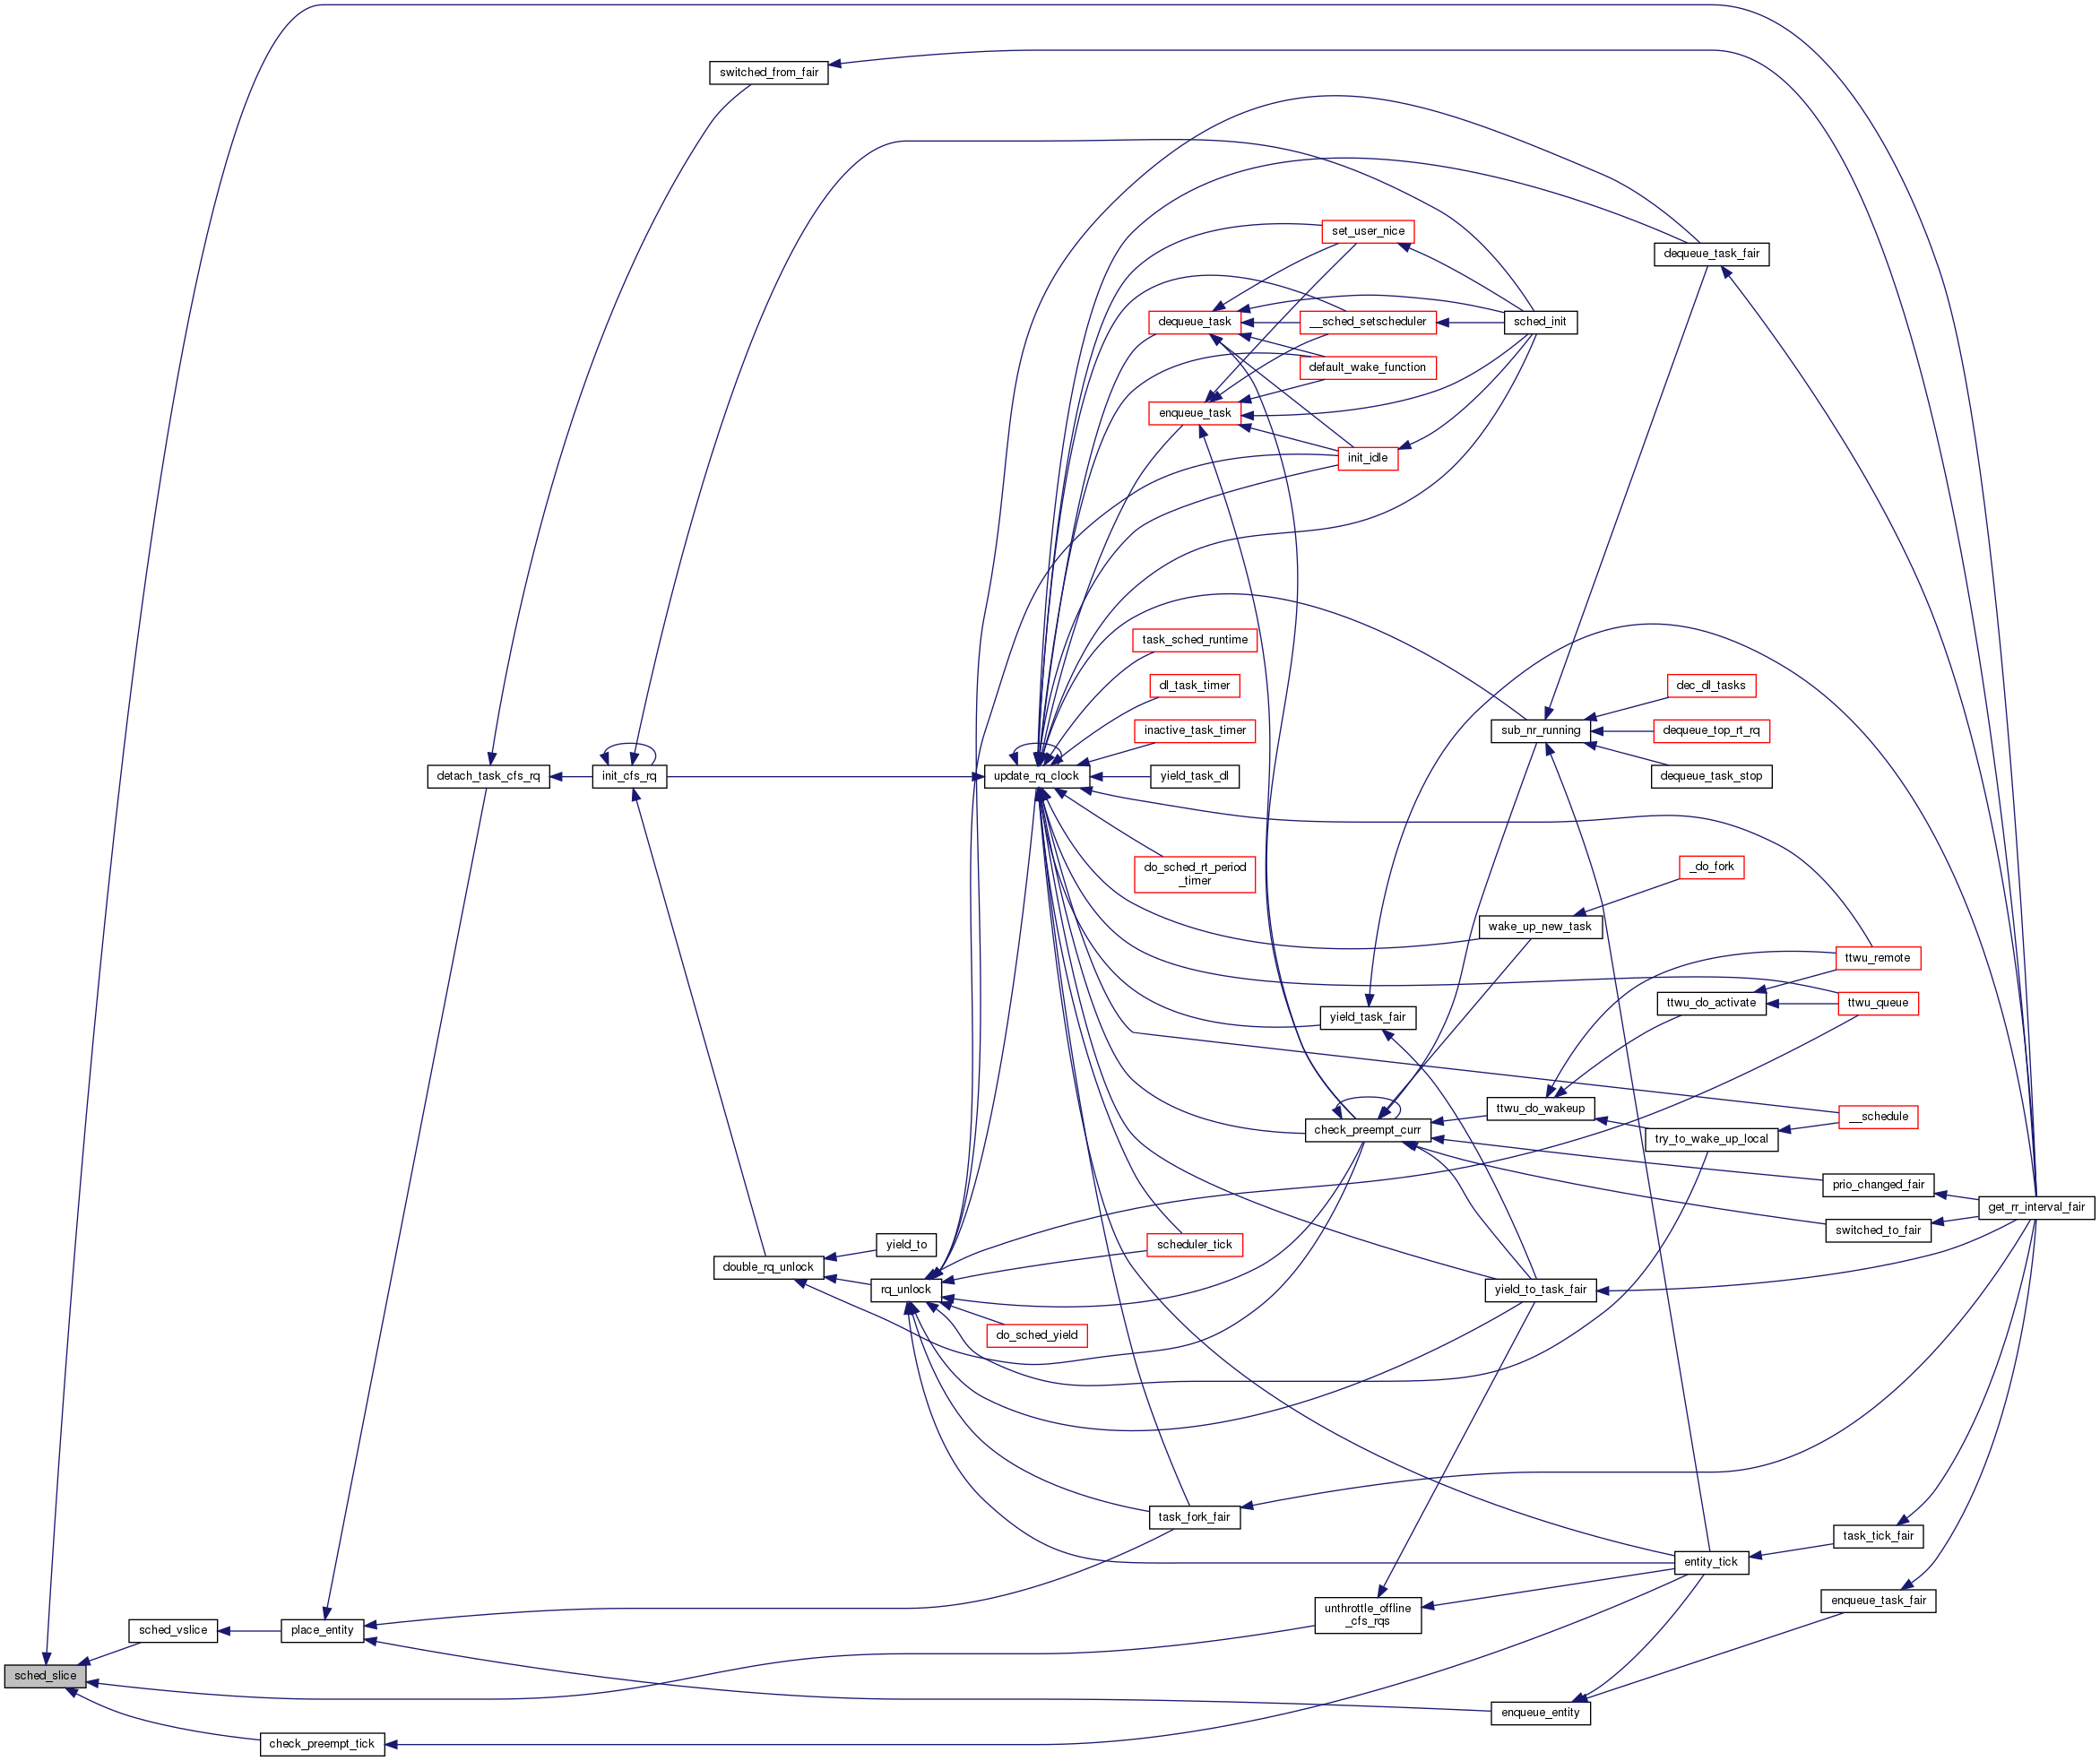 switched_from_fair
set_user_nice
dequeue_task_fair
dequeue_task
__sched_setscheduler
sched_init
default_wake_function
enqueue_task
init_idle
task_sched_runtime
dl_task_timer
dec_dl_tasks
inactive_task_timer
sub_nr_running
dequeue_top_rt_rq
detach_task_cfs_rq
init_cfs_rq
update_rq_clock
yield_task_dl
dequeue_task_stop
do_sched_rt_period
_timer
_do_fork
wake_up_new_task
ttwu_remote
ttwu_do_activate
ttwu_queue
yield_task_fair
ttwu_do_wakeup
__schedule
check_preempt_curr
try_to_wake_up_local
prio_changed_fair
get_rr_interval_fair
switched_to_fair
yield_to
scheduler_tick
double_rq_unlock
rq_unlock
yield_to_task_fair
do_sched_yield
task_fork_fair
task_tick_fair
entity_tick
enqueue_task_fair
unthrottle_offline
_cfs_rqs
sched_vslice
place_entity
sched_slice
enqueue_entity
check_preempt_tick